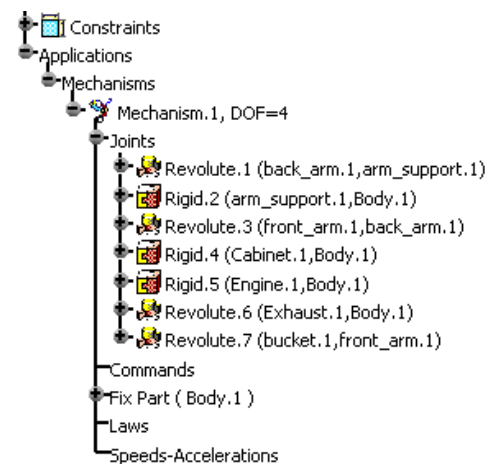 Constraints
Applications
Mechanisms
Mechanism.1, DOF=4
Joints
Revolute.1 (back_arm.1,arm_support.1)
Rigid.2 (arm_support.1,Body.1)
Revolute.3 (front_arm.1,back_arm.1)
Rigid.4 (Cabinet.1,Body.1)
Rigid.5 (Engine.1,Body.1)
Revolute.6 (Exhaust.1,Body.1)
Revolute.7 (bucket.1,front_arm.1)
Commands
Fix Part ( Body.1 )
Laws
Speeds-Accelerations